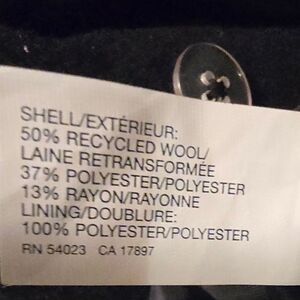 SHELL/EXTÉRIEUR:
50% RECYCLED WOOL/
LAINE RETRANSFORMÉE
37% POLYESTER/POLYESTER
13% RAYON/RAYONNE
LINING/DOUBLURE:
100% POLYESTER/POLYESTER
RN 54023 CA 17897